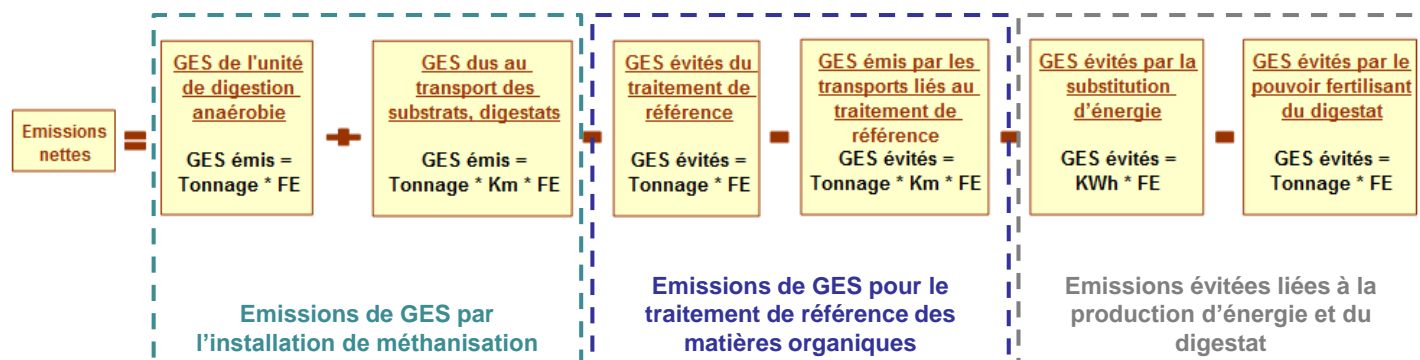 Emissions
nettes
=
GES de l'unité
de digestion
anaérobie
GES émis =
Tonnage * FE
+
GES dus au
transport des
substrats, digestats
GES émis =
Tonnage * Km * FE
-
GES évités du
traitement de
référence
GES évités =
Tonnage * FE
-
GES émis par les
transports liés au
traitement de
référence
GES évités =
Tonnage * Km * FE
-
GES évités par la
substitution
d'énergie
GES évités =
KWh * FE
-
GES évités par le
pouvoir fertilisant
du digestat
GES évités =
Tonnage * FE
Emissions de GES par
l'installation de méthanisation
Emissions de GES pour le
traitement de référence des
matières organiques
Emissions évitées liées à la
production d'énergie et du
digestat